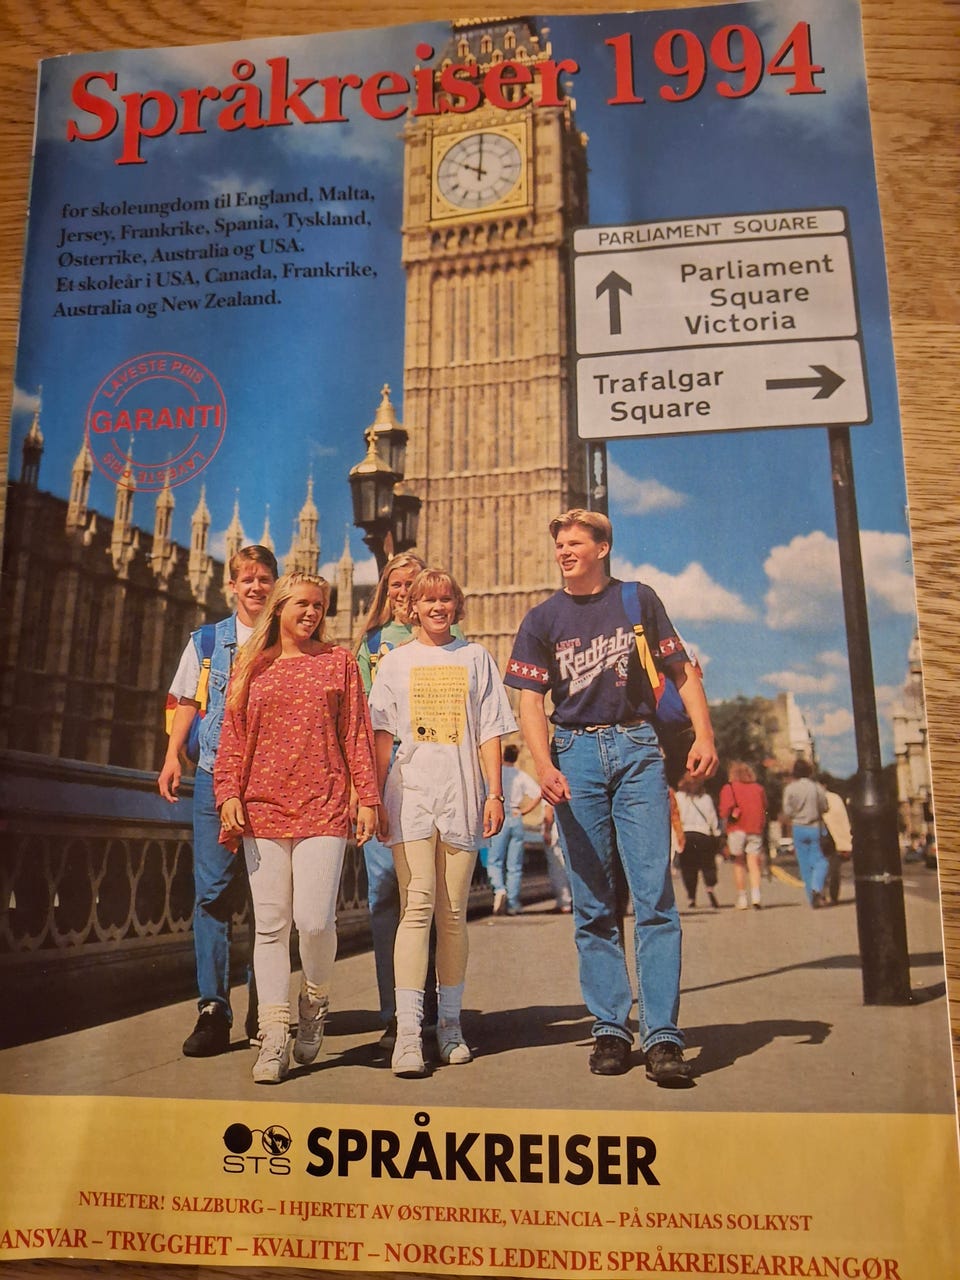 Språkreiser 1994
for skoleungdom til England, Malta,
Jersey, Frankrike, Spania, Tyskland,
Østerrike, Australia og USA.
Et skoleår i USA, Canada, Frankrike,
Australia og New Zealand.
LAVESTE PRIS
GARANTI
LAVESTE PRIS
PARLIAMENT SQUARE
Parliament
Square
Victoria
Trafalgar
Square
STS
STS SPRÅKREISER
NYHETER! SALZBURG – I HJERTET AV ØSTERRIKE, VALENCIA – PÅ SPANIAS SOLKYST
ANSVAR – TRYGGHET – KVALITET – NORGES LEDENDE SPRÅKREISEARRANGØR